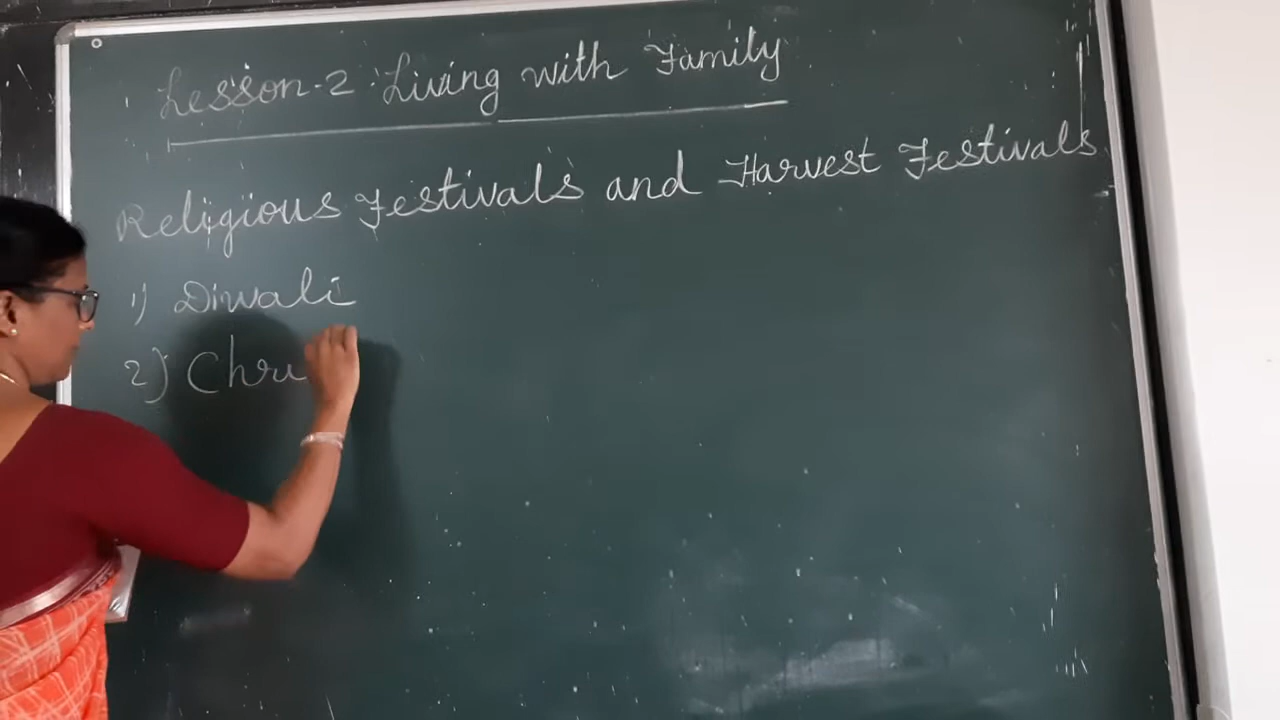 Lesson-2 : Living with Family
Religious Festivals and Harvest Festivals
1) Diwali
2) Chri